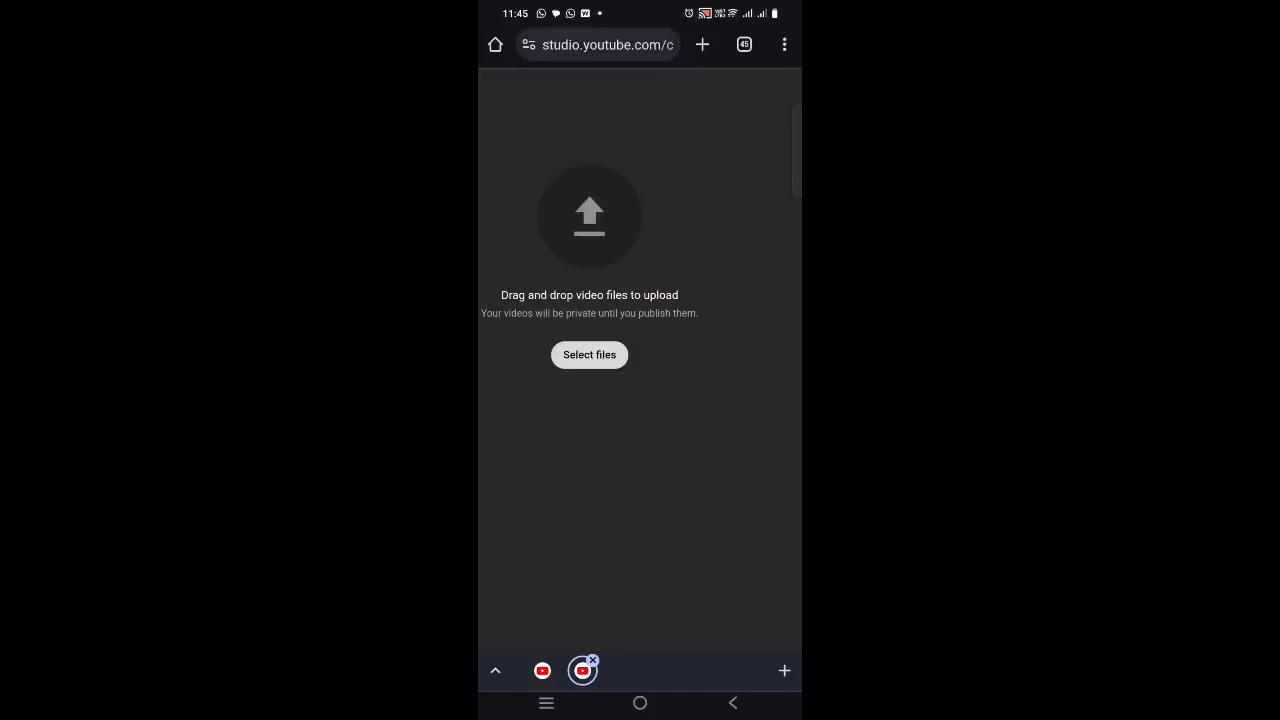 11:45
studio.youtube.com/c
45
Drag and drop video files to upload
Your videos will be private until you publish them.
Select files